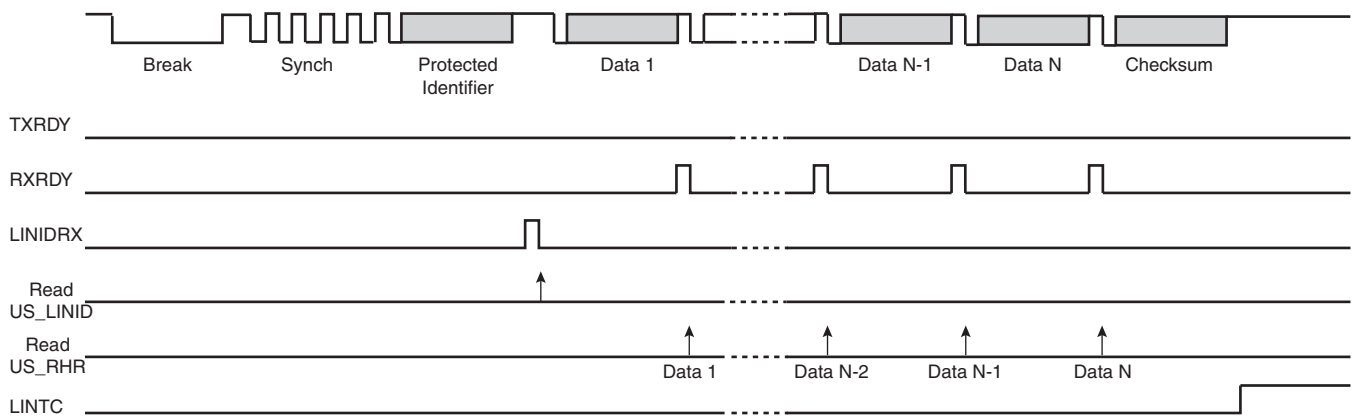 Break Synch Protected Identifier Data 1 Data N-1 Data N Checksum
TXRDY
RXRDY
LINIDRX
Read
US_LINID
Read
US_RHR
Data 1 Data N-2 Data N-1 Data N
LINTC